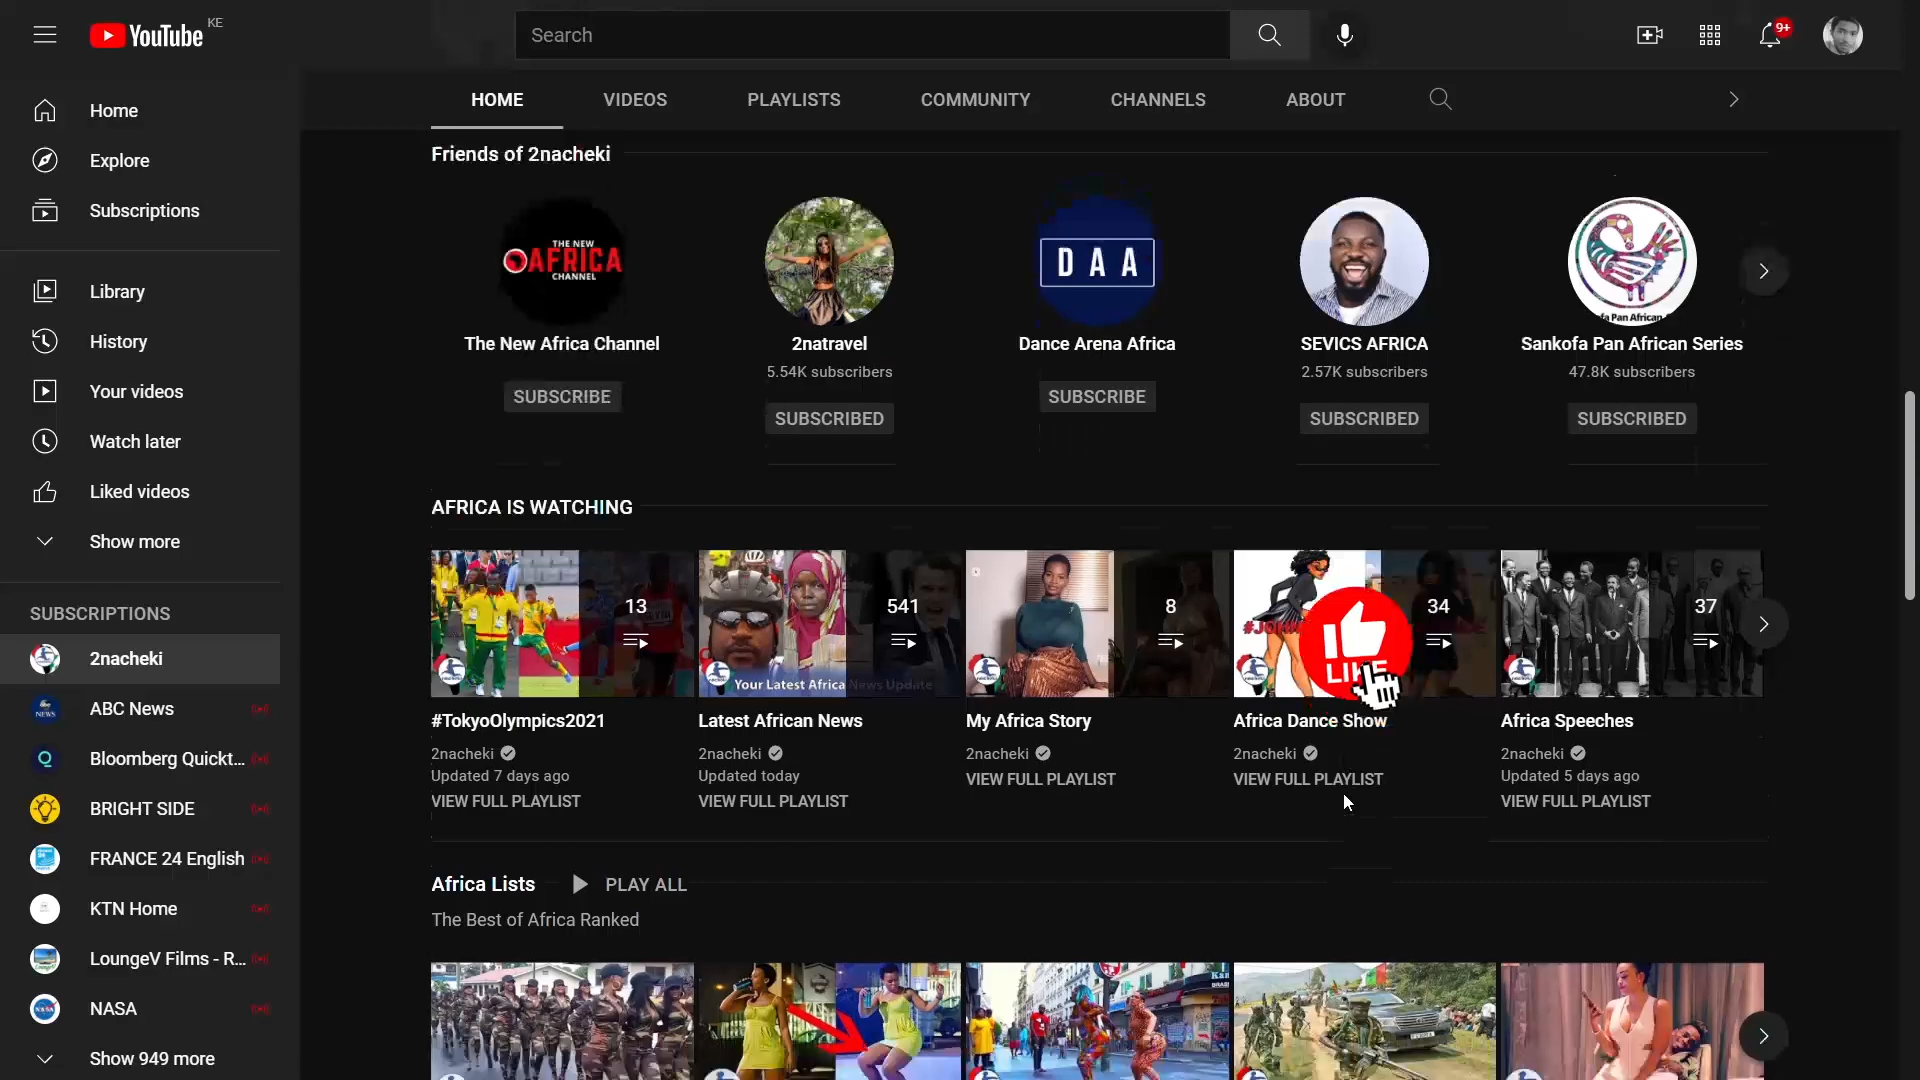 YouTube KE
Search
9+
Home
Explore
Subscriptions
Library
History
Your videos
Watch later
Liked videos
Show more
SUBSCRIPTIONS
2nacheki
ABC News
Bloomberg Quickt...
BRIGHT SIDE
FRANCE 24 English
KTN Home
LoungeV Films - R...
NASA
Show 949 more
HOME VIDEOS PLAYLISTS COMMUNITY CHANNELS ABOUT
Friends of 2nacheki
THE NEW
AFRICA
CHANNEL
DAA
fa Pan African
The New Africa Channel
SUBSCRIBE
2natravel
5.54K subscribers
SUBSCRIBED
Dance Arena Africa
SUBSCRIBE
SEVICS AFRICA
2.57K subscribers
SUBSCRIBED
Sankofa Pan African Series
47.8K subscribers
SUBSCRIBED
AFRICA IS WATCHING
13
#TokyoOlympics2021
2nacheki
Updated 7 days ago
VIEW FULL PLAYLIST
541
Your Latest Africa News Update
Latest African News
2nacheki
Updated today
VIEW FULL PLAYLIST
8
My Africa Story
2nacheki
VIEW FULL PLAYLIST
34
LIKE
Africa Dance Show
2nacheki
VIEW FULL PLAYLIST
37
Africa Speeches
2nacheki
Updated 5 days ago
VIEW FULL PLAYLIST
Africa Lists PLAY ALL
The Best of Africa Ranked